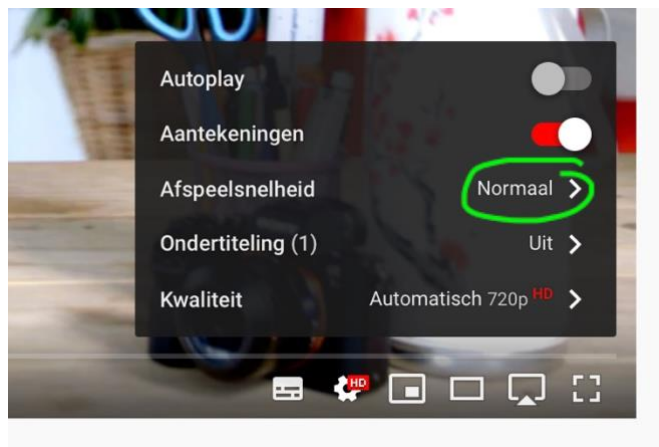 Autoplay
Aantekeningen
Afspeelsnelheid Normaal
Ondertiteling (1) Uit
Kwaliteit Automatisch 720p HD
HD